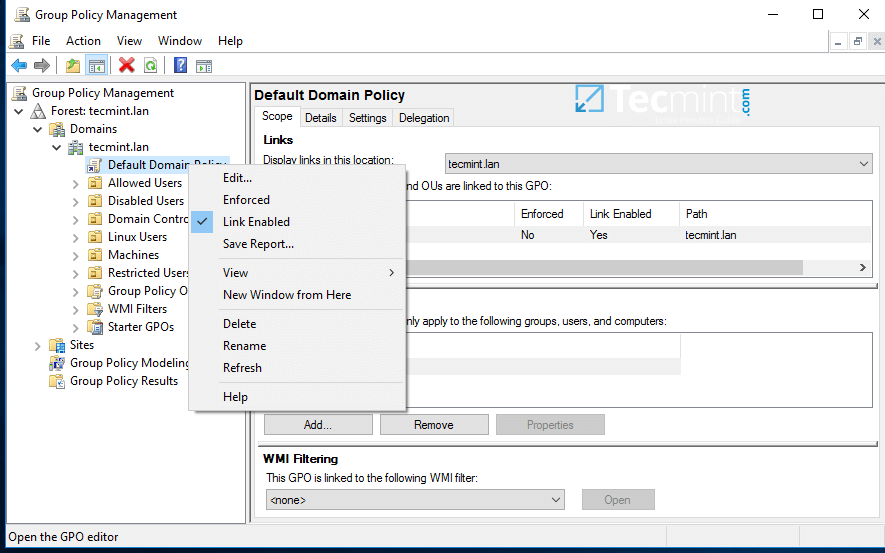 Group Policy Management
File Action View Window Help
Group Policy Management
Forest: tecmint.lan
Domains
tecmint.lan
Default Domain Policy
Allowed Users
Disabled Users
Domain Contro
Linux Users
Machines
Restricted Users
Group Policy O
WMI Filters
Starter GPOs
Sites
Group Policy Modeling
Group Policy Results
Edit...
Enforced
Link Enabled
Save Report...
View
New Window from Here
Delete
Rename
Refresh
Help
Default Domain Policy
Tecmint.com
Scope Details Settings Delegation
Links
Display links in this location: tecmint.lan
nd OUs are linked to this GPO:
Enforced Link Enabled Path
No Yes tecmint.lan
nly apply to the following groups, users, and computers:
Add... Remove Properties
WMI Filtering
This GPO is linked to the following WMI filter:
<none> Open
Open the GPO editor